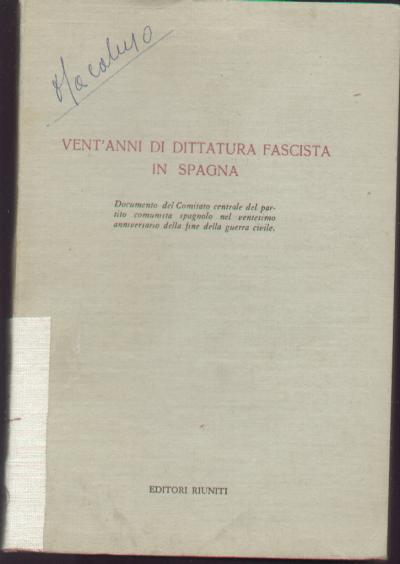 Macaluso
VENT'ANNI DI DITTATURA FASCISTA
IN SPAGNA
Documento del Comitato centrale del par-
tito comunista spagnolo nel ventesimo
anniversario della fine della guerra civile.
EDITORI RIUNITI